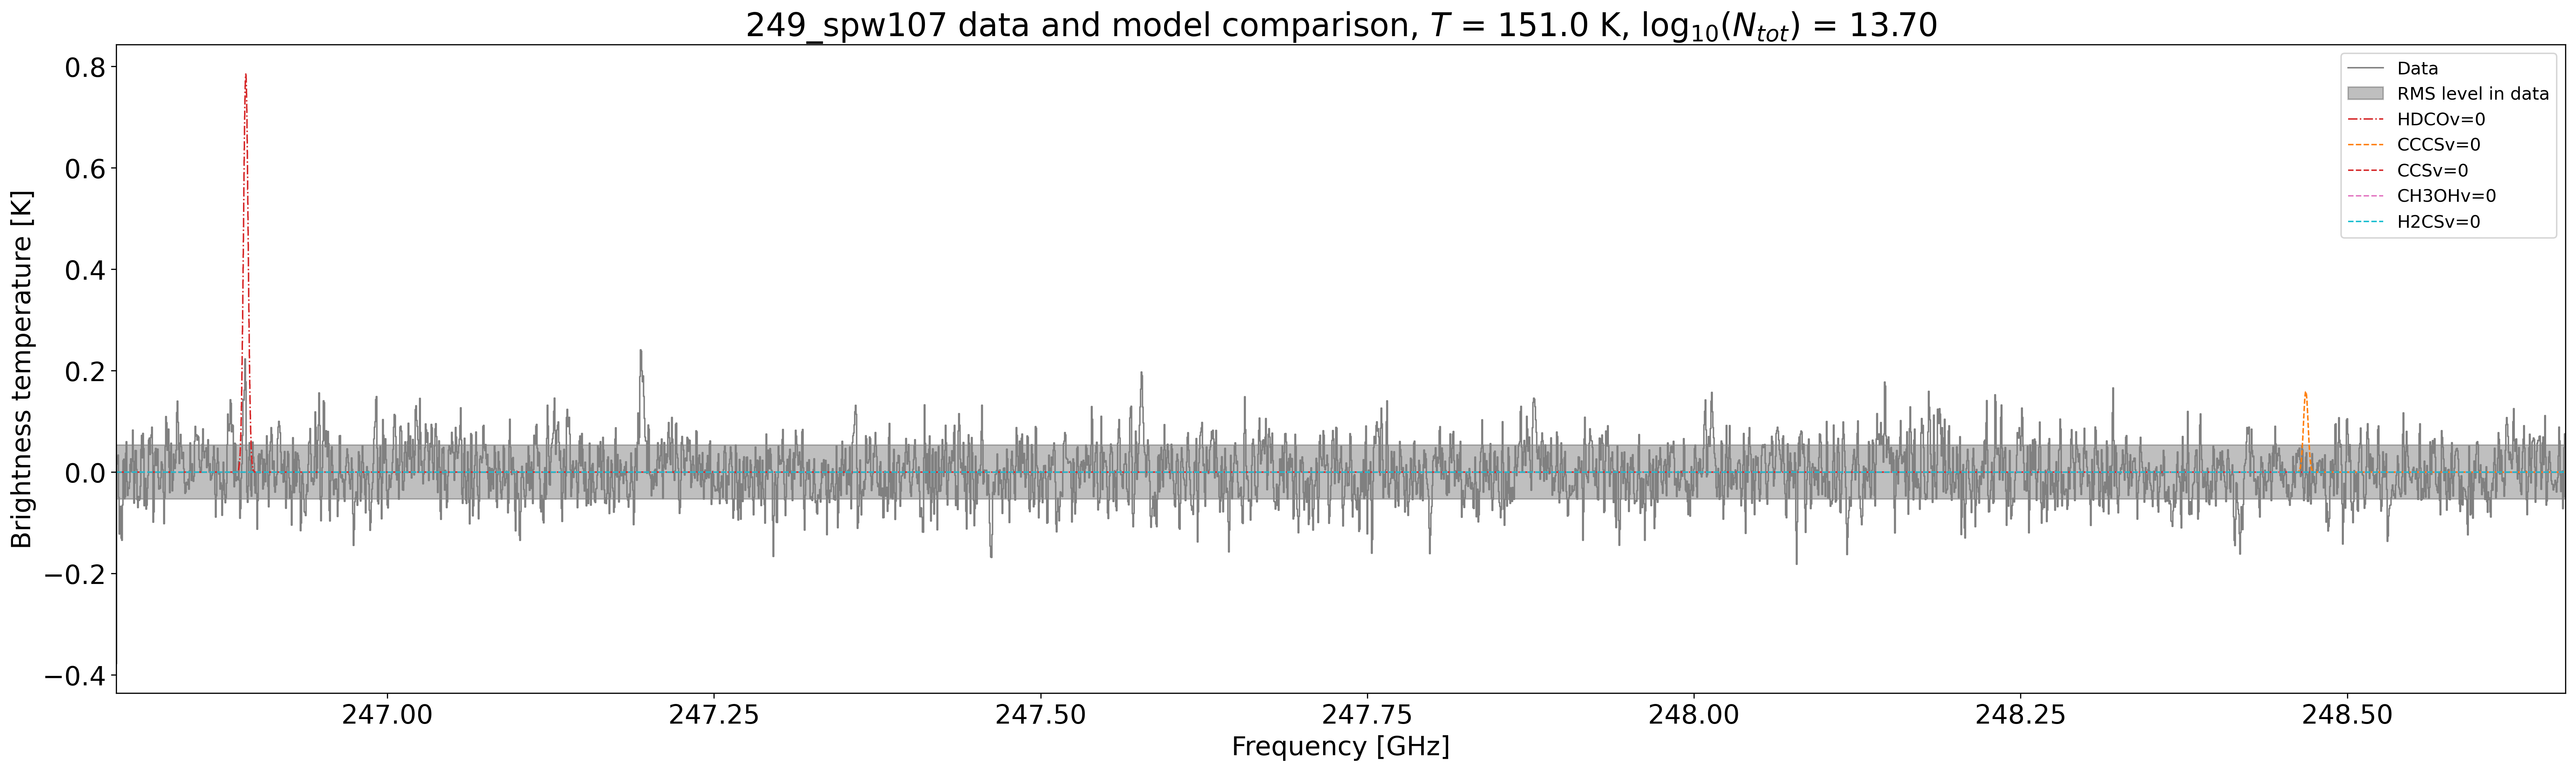 249_spw107 data and model comparison, T = 151.0 K, log₁₀(Nₜₒₜ) = 13.70
Brightness temperature [K]
0.8
0.6
0.4
0.2
0.0
−0.2
−0.4
Data
RMS level in data
HDCOv=0
CCCSv=0
CCSv=0
CH3OHv=0
H2CSv=0
247.00
247.25
247.50
247.75
248.00
248.25
248.50
Frequency [GHz]